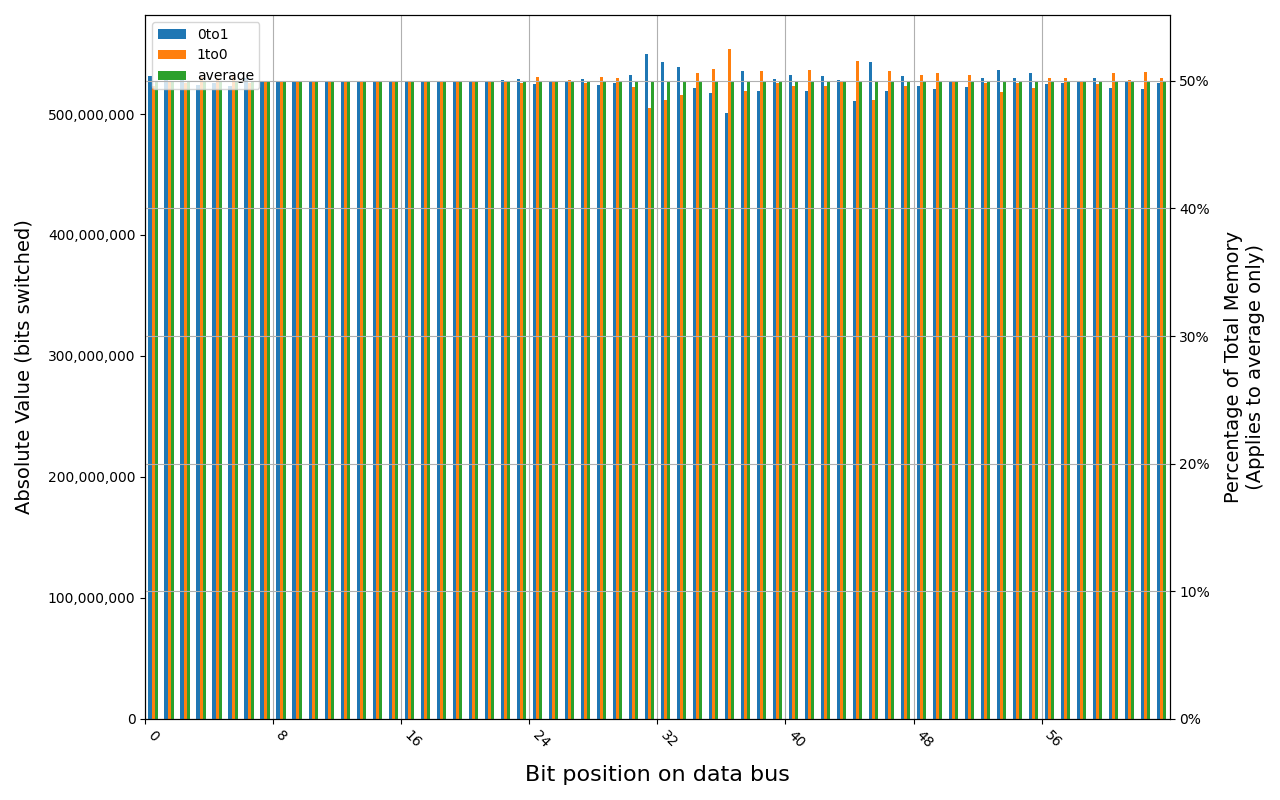 0to1
1to0
average
500,000,000
400,000,000
300,000,000
200,000,000
100,000,000
0
Absolute Value (bits switched)
50%
40%
30%
20%
10%
0%
Percentage of Total Memory
(Applies to average only)
0
8
16
24
32
40
48
56
Bit position on data bus